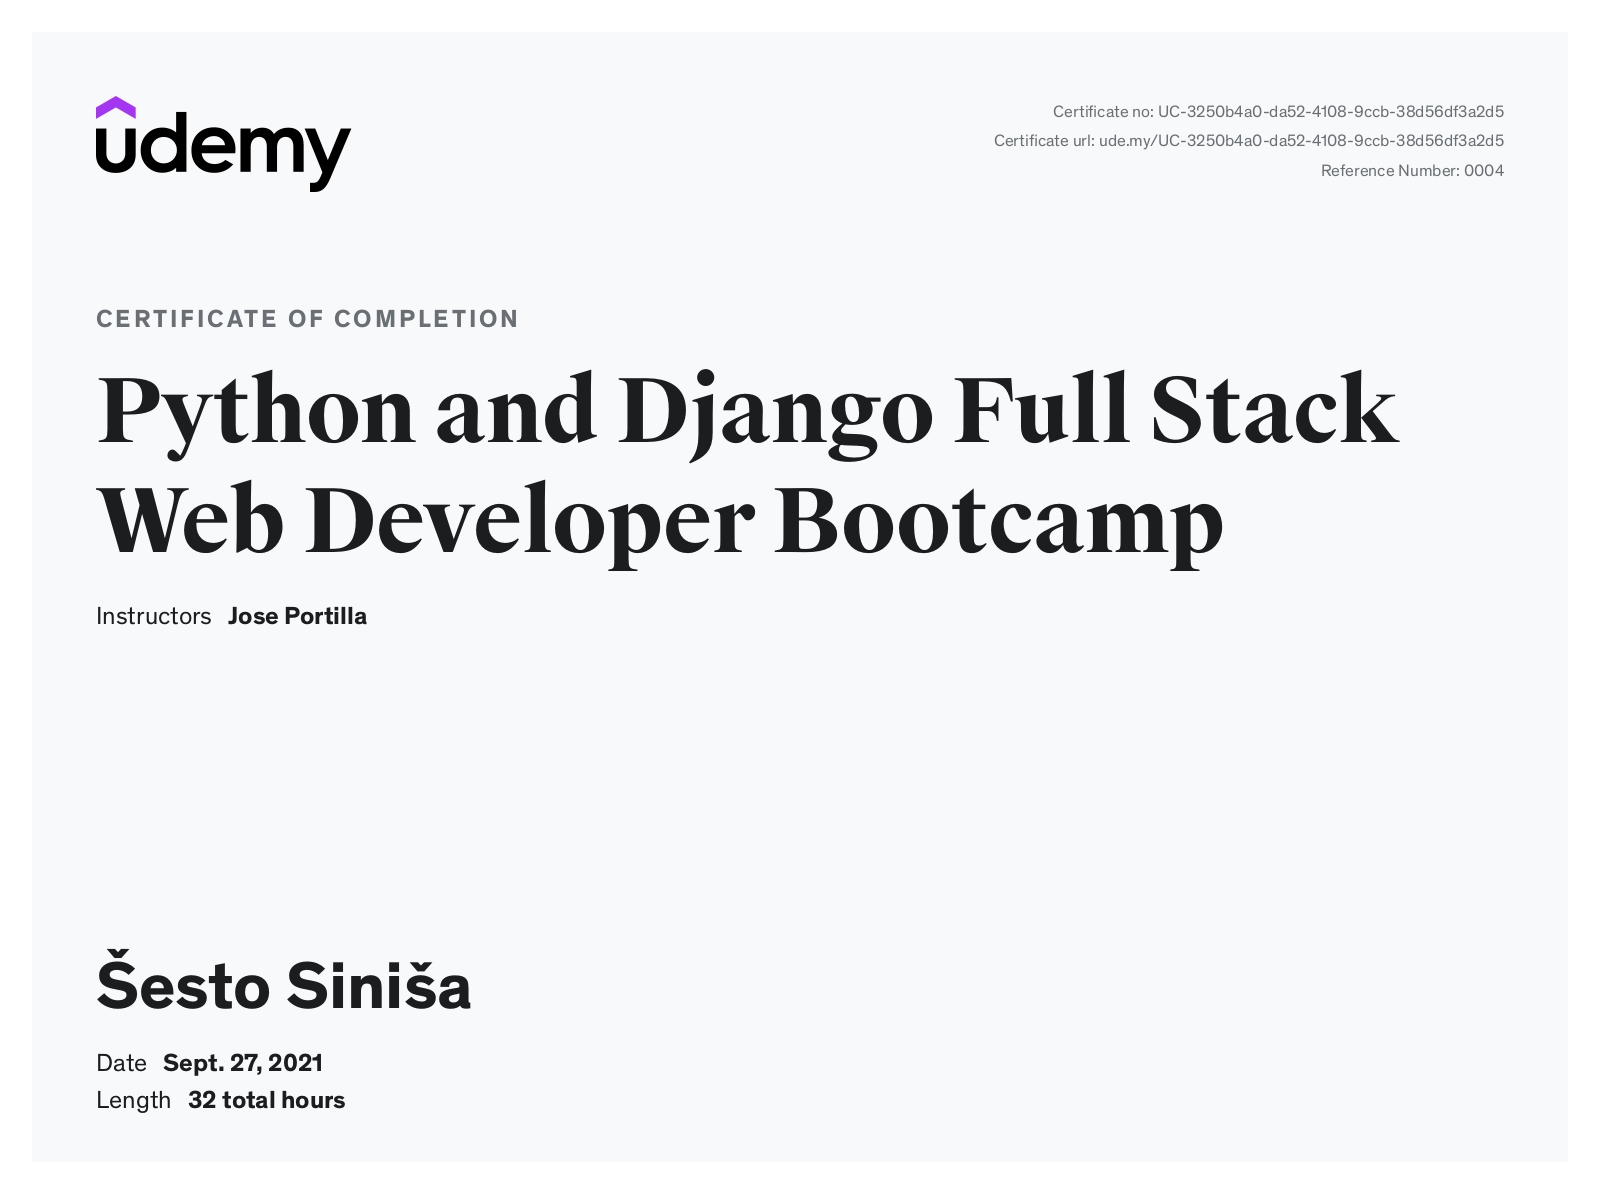 udemy
Certificate no: UC-3250b4a0-da52-4108-9ccb-38d56df3a2d5
Certificate url: ude.my/UC-3250b4a0-da52-4108-9ccb-38d56df3a2d5
Reference Number: 0004
CERTIFICATE OF COMPLETION
Python and Django Full Stack
Web Developer Bootcamp
Instructors Jose Portilla
Šesto Siniša
Date Sept. 27, 2021
Length 32 total hours